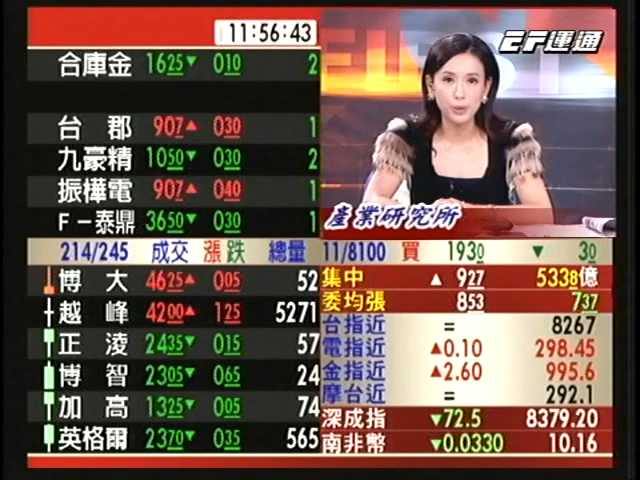 11:56:43
EF運通
合庫金 1625▼ 010 2
台郡 907▲ 030 1
九豪精 1050▼ 030 2
振樺電 907▲ 040 1
F－泰鼎 3650▼ 030 1
產業研究所
214/245 成交 漲跌 總量
博大 4625▲ 005 52
越峰 4200▲ 125 5271
正淩 2435▼ 015 57
博智 2305▼ 065 24
加高 1325▼ 005 74
英格爾 2370▼ 035 565
11/8100 買 1930 ▼ 30
集中 ▲ 927 5338億
委均張 853 737
台指近 = 8267
電指近 ▲0.10 298.45
金指近 ▲2.60 995.6
摩台近 = 292.1
深成指 ▼72.5 8379.20
南非幣 ▼0.0330 10.16